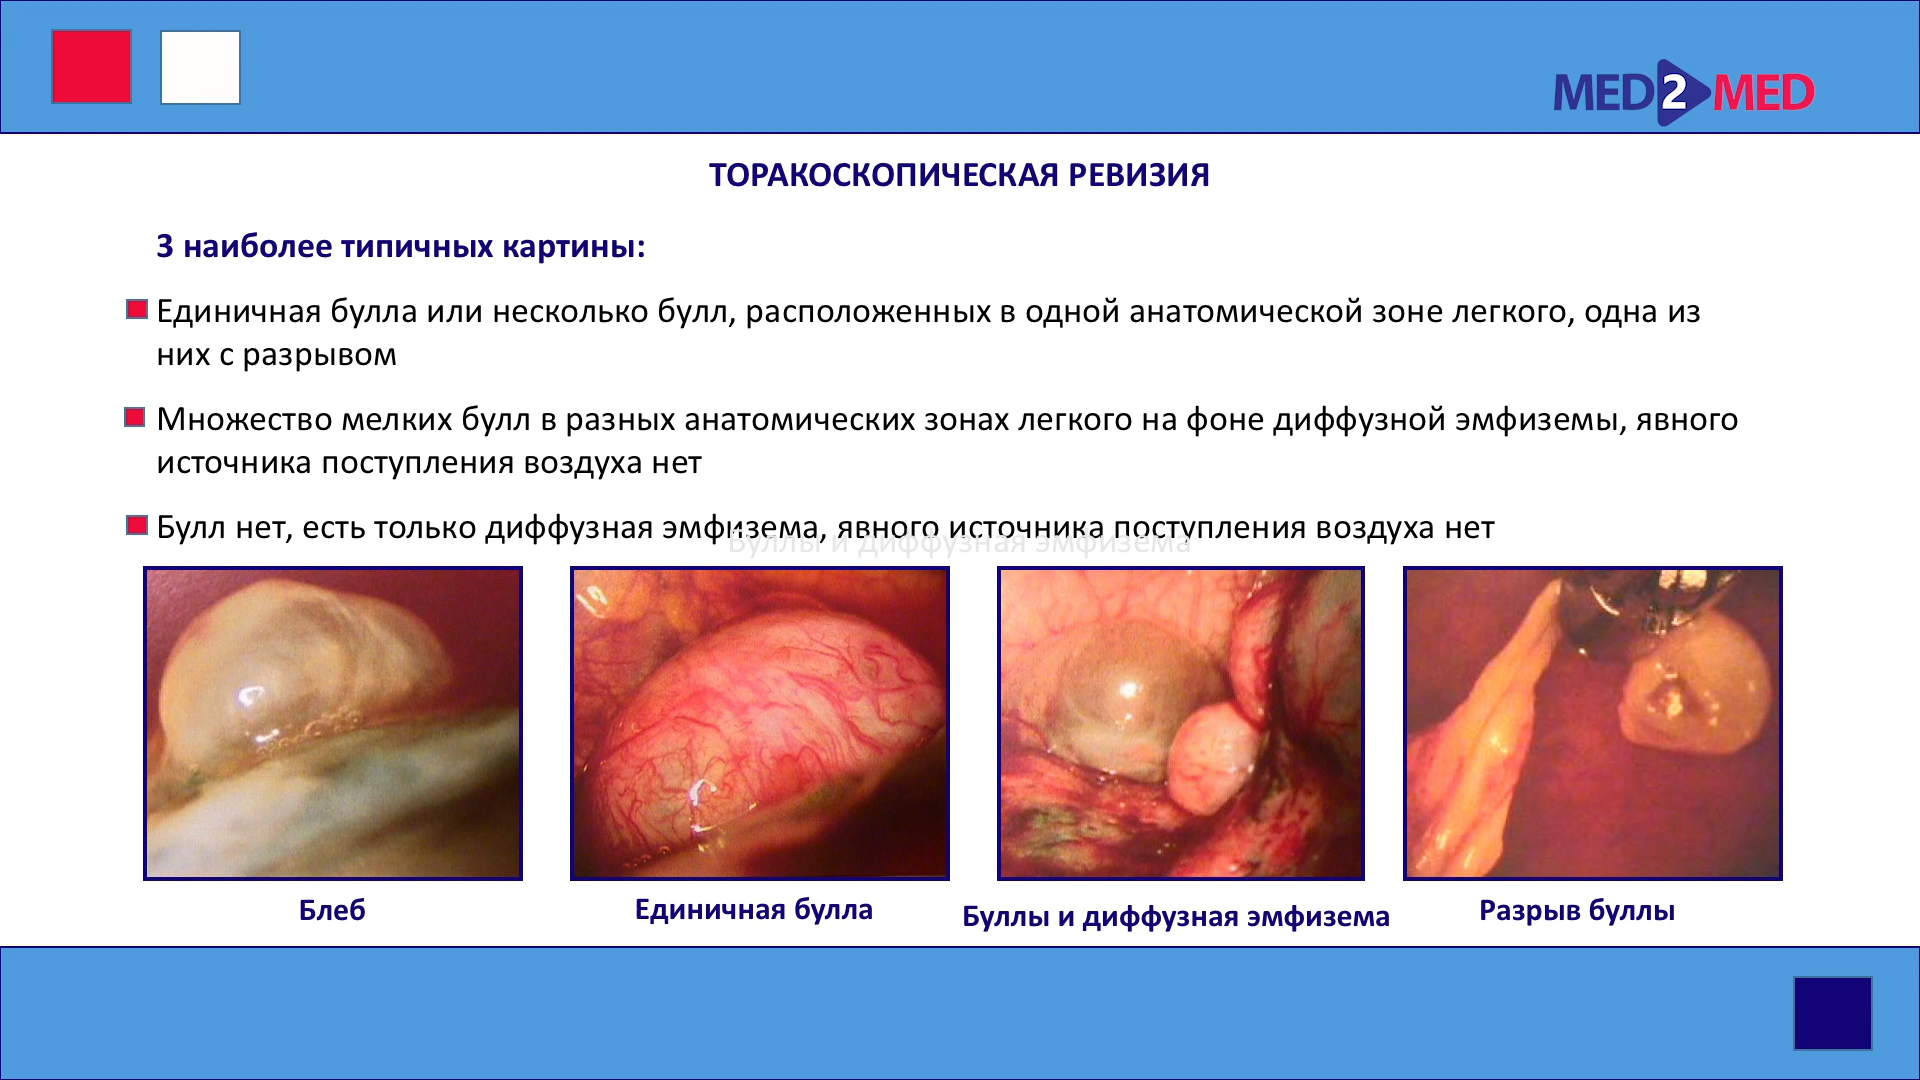 MED2MED
ТОРАКОСКОПИЧЕСКАЯ РЕВИЗИЯ
3 наиболее типичных картины:
Единичная булла или несколько булл, расположенных в одной анатомической зоне легкого, одна из
них с разрывом
Множество мелких булл в разных анатомических зонах легкого на фоне диффузной эмфиземы, явного
источника поступления воздуха нет
Булл нет, есть только диффузная эмфизема, явного источника поступления воздуха нет
Буллы и диффузная эмфизема
Блеб
Единичная булла
Буллы и диффузная эмфизема
Разрыв буллы